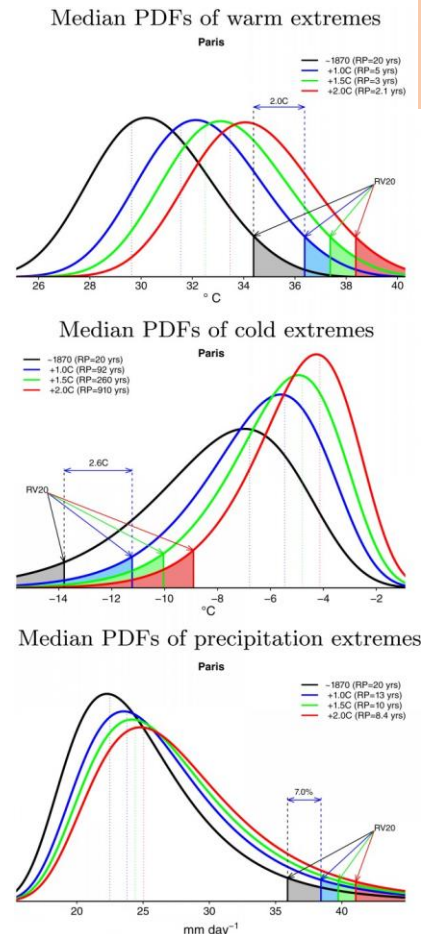 Median PDFs of warm extremes
Paris
~1870 (RP=20 yrs)
+1.0C (RP=5 yrs)
+1.5C (RP=3 yrs)
+2.0C (RP=2.1 yrs)
2.0C
RV20
26 28 30 32 34 36 38 40
° C
Median PDFs of cold extremes
Paris
~1870 (RP=20 yrs)
+1.0C (RP=92 yrs)
+1.5C (RP=260 yrs)
+2.0C (RP=910 yrs)
2.6C
RV20
−14 −12 −10 −8 −6 −4 −2
°C
Median PDFs of precipitation extremes
Paris
~1870 (RP=20 yrs)
+1.0C (RP=13 yrs)
+1.5C (RP=10 yrs)
+2.0C (RP=8.4 yrs)
7.0%
RV20
20 25 30 35 40
mm day⁻¹